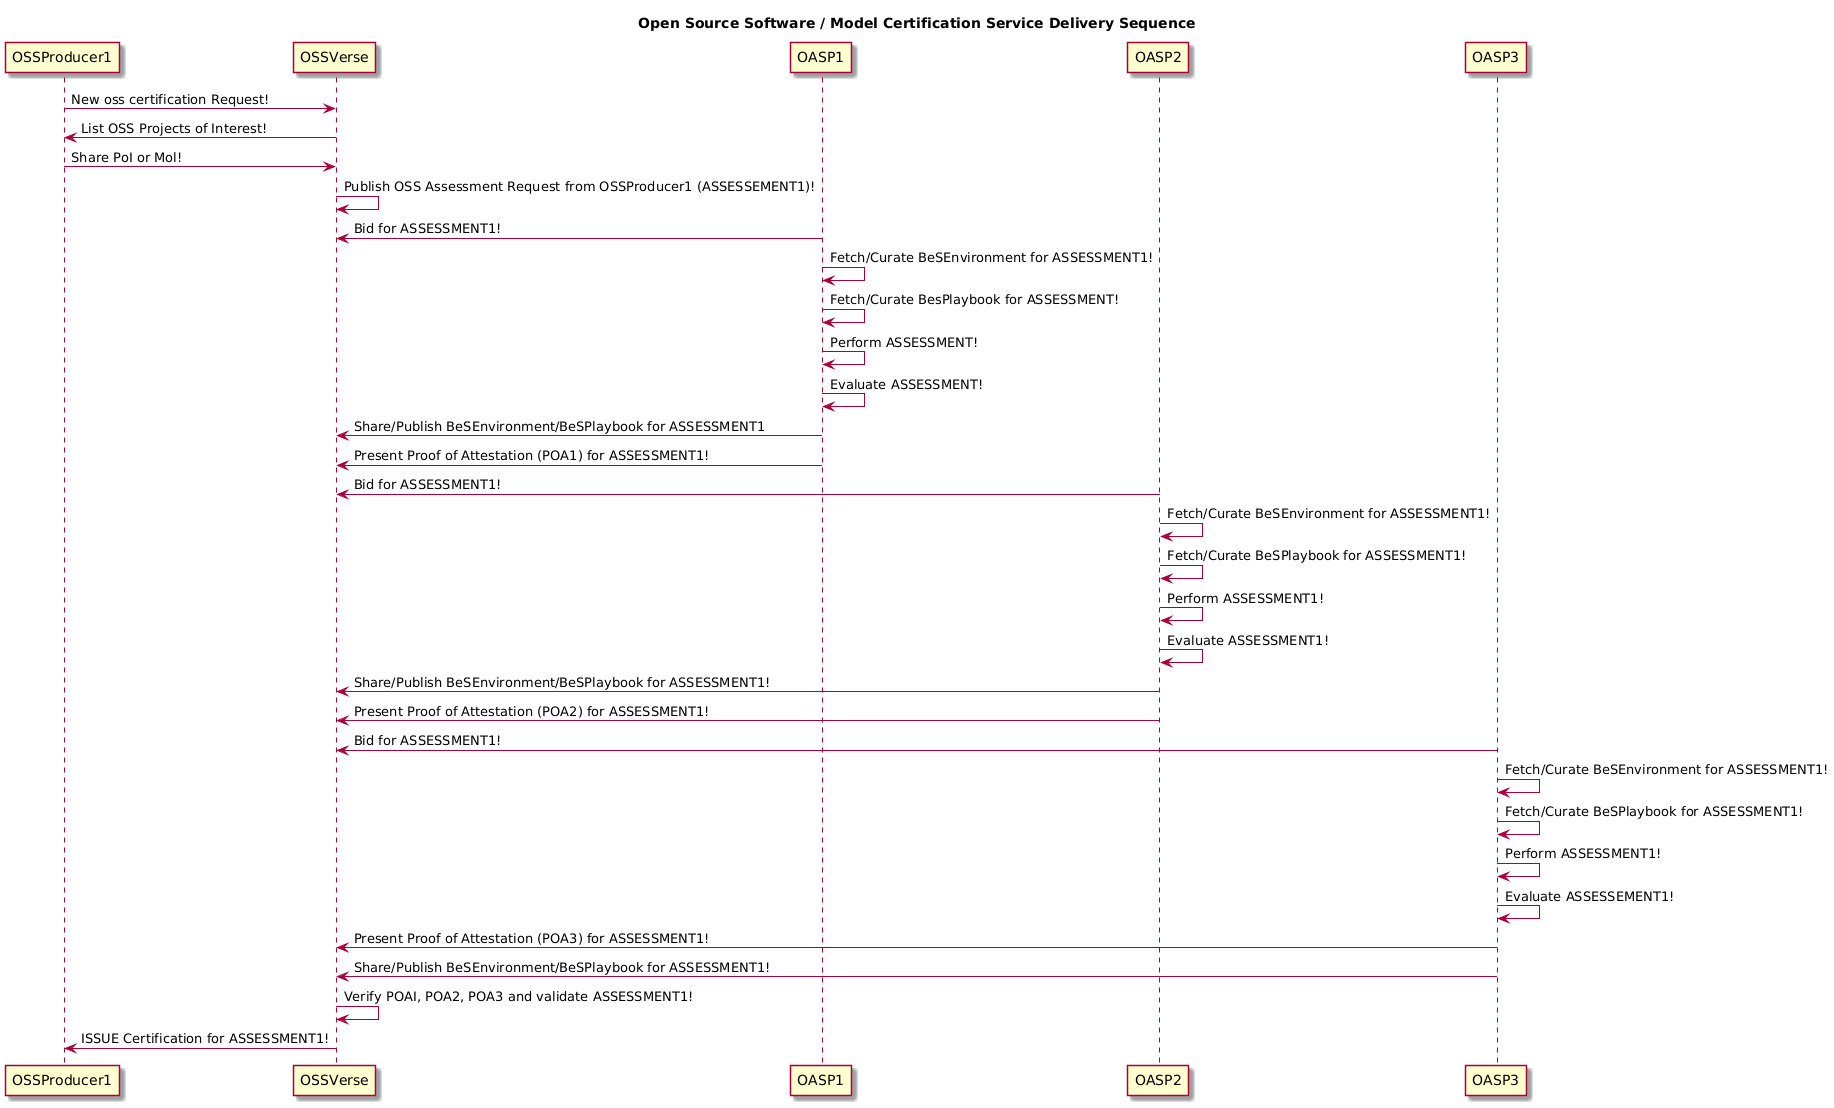 Open Source Software / Model Certification Service Delivery Sequence
OSSProducer1 OSSVerse OASP1 OASP2 OASP3
New oss certification Request!
List OSS Projects of Interest!
Share PoI or MoI!
Publish OSS Assessment Request from OSSProducer1 (ASSESSEMENT1)!
Bid for ASSESSMENT1!
Fetch/Curate BeSEnvironment for ASSESSMENT1!
Fetch/Curate BesPlaybook for ASSESSMENT!
Perform ASSESSMENT!
Evaluate ASSESSMENT!
Share/Publish BeSEnvironment/BeSPlaybook for ASSESSMENT1
Present Proof of Attestation (POA1) for ASSESSMENT1!
Bid for ASSESSMENT1!
Fetch/Curate BeSEnvironment for ASSESSMENT1!
Fetch/Curate BeSPlaybook for ASSESSMENT1!
Perform ASSESSMENT1!
Evaluate ASSESSMENT1!
Share/Publish BeSEnvironment/BeSPlaybook for ASSESSMENT1!
Present Proof of Attestation (POA2) for ASSESSMENT1!
Bid for ASSESSMENT1!
Fetch/Curate BeSEnvironment for ASSESSMENT1!
Fetch/Curate BeSPlaybook for ASSESSMENT1!
Perform ASSESSMENT1!
Evaluate ASSESSEMENT1!
Present Proof of Attestation (POA3) for ASSESSMENT1!
Share/Publish BeSEnvironment/BeSPlaybook for ASSESSMENT1!
Verify POAI, POA2, POA3 and validate ASSESSMENT1!
ISSUE Certification for ASSESSMENT1!
OSSProducer1 OSSVerse OASP1 OASP2 OASP3